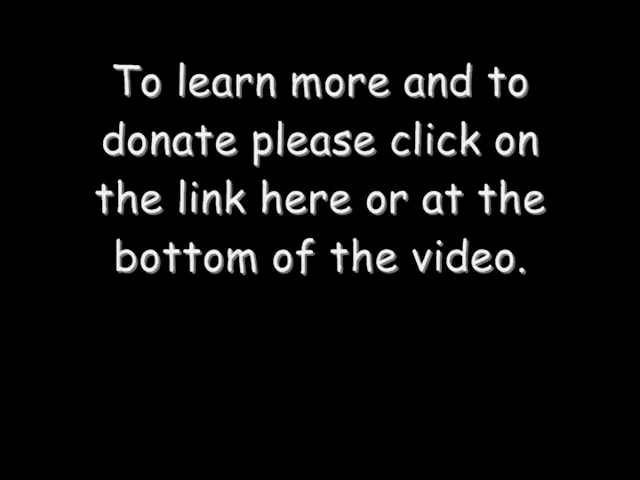 To learn more and to
donate please click on
the link here or at the
bottom of the video.